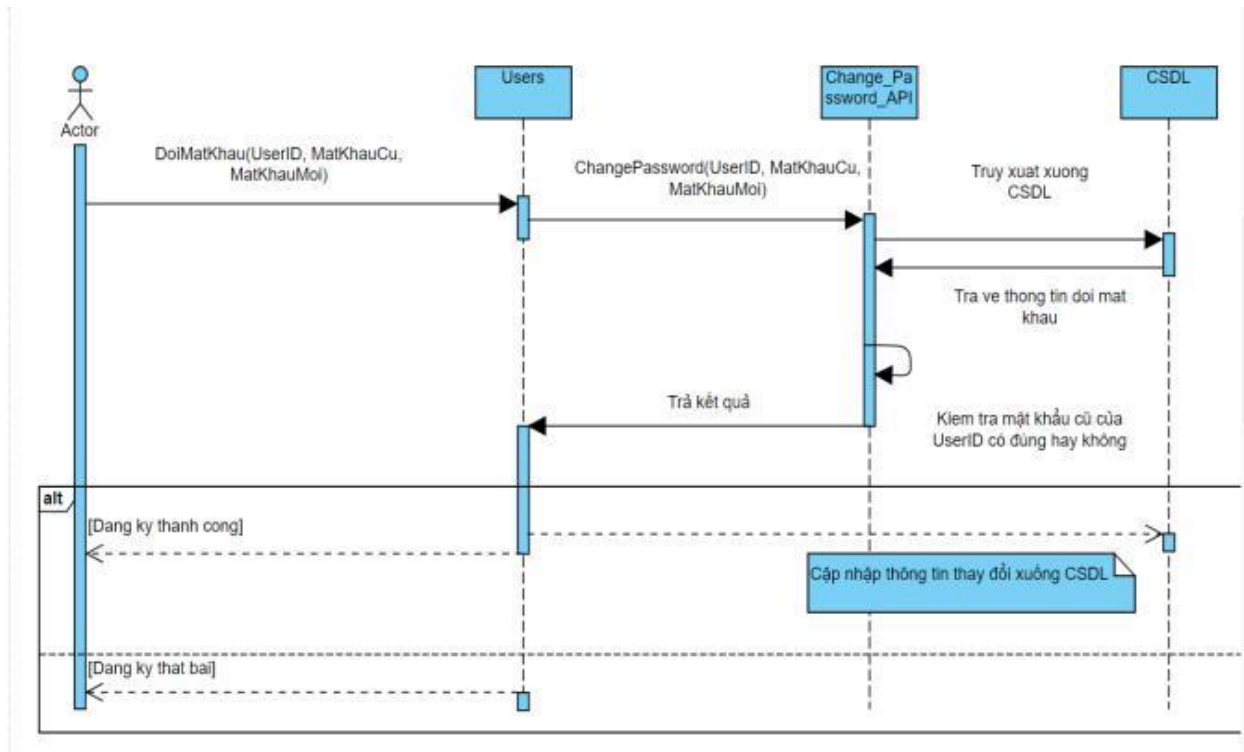 Users
Change_Pa
ssword_API
CSDL
Actor
DoiMatKhau(UserID, MatKhauCu,
MatKhauMoi)
ChangePassword(UserID, MatKhauCu,
MatKhauMoi)
Truy xuat xuong
CSDL
Tra ve thong tin doi mat
khau
Trả kết quả
Kiem tra mật khẩu cũ của
UserID có đúng hay không
alt
[Dang ky thanh cong]
Cập nhập thông tin thay đổi xuống CSDL
[Dang ky that bai]